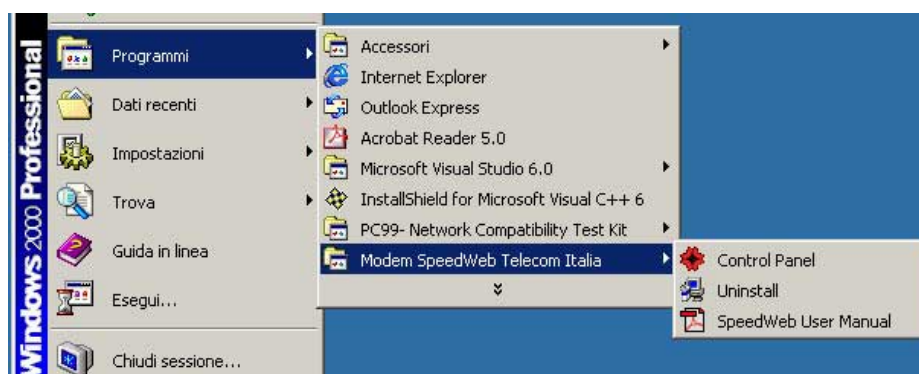 Windows 2000 Professional
Programmi
Dati recenti
Impostazioni
Trova
Guida in linea
Esegui...
Chiudi sessione...
Accessori
Internet Explorer
Outlook Express
Acrobat Reader 5.0
Microsoft Visual Studio 6.0
InstallShield for Microsoft Visual C++ 6
PC99- Network Compatibility Test Kit
Modem SpeedWeb Telecom Italia
Control Panel
Uninstall
SpeedWeb User Manual